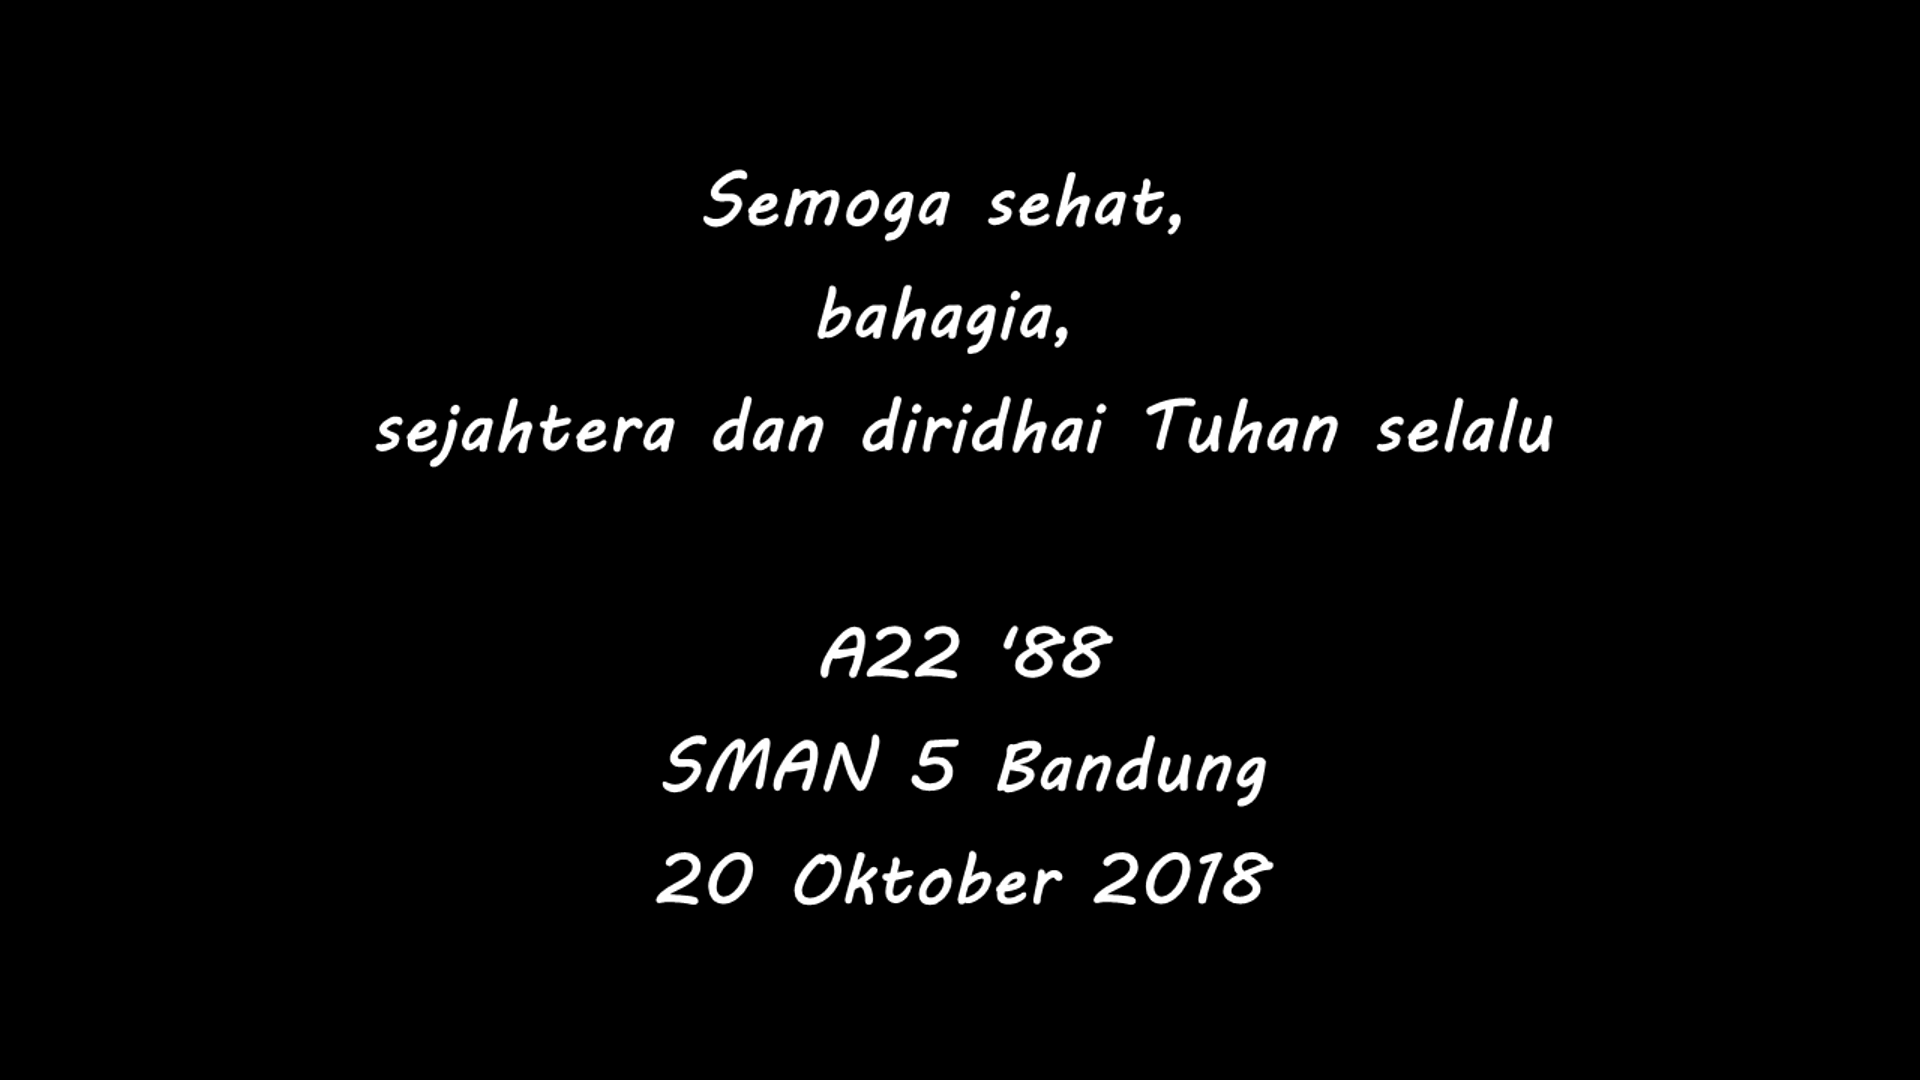 Semoga sehat,
bahagia,
sejahtera dan diridhai Tuhan selalu
A22 '88
SMAN 5 Bandung
20 Oktober 2018